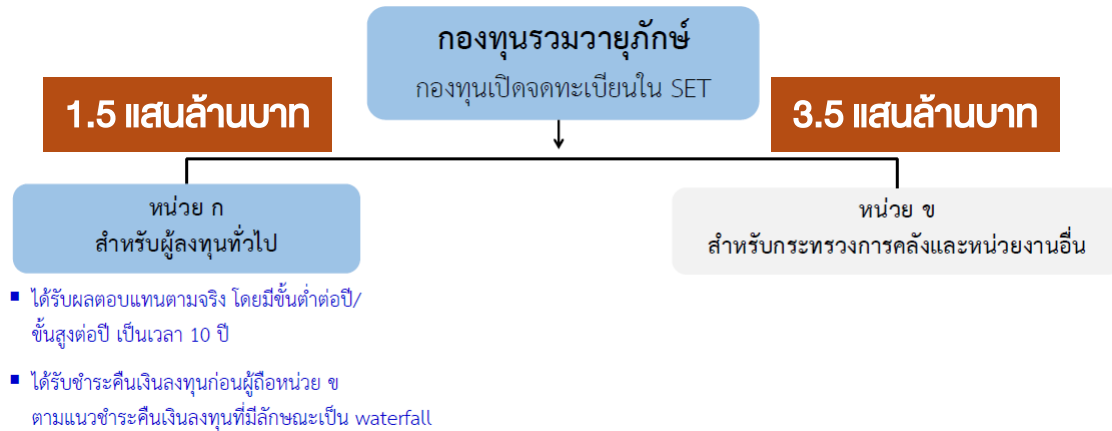 กองทุนรวมวายุภักษ์
กองทุนเปิดจดทะเบียนใน SET
1.5 แสนล้านบาท
3.5 แสนล้านบาท
หน่วย ก
สำหรับผู้ลงทุนทั่วไป
หน่วย ข
สำหรับกระทรวงการคลังและหน่วยงานอื่น
▪ ได้รับผลตอบแทนตามจริง โดยมีขั้นต่ำต่อปี/
ขั้นสูงต่อปี เป็นเวลา 10 ปี
▪ ได้รับชำระคืนเงินลงทุนก่อนผู้ถือหน่วย ข
ตามแนวชำระคืนเงินลงทุนที่มีลักษณะเป็น waterfall